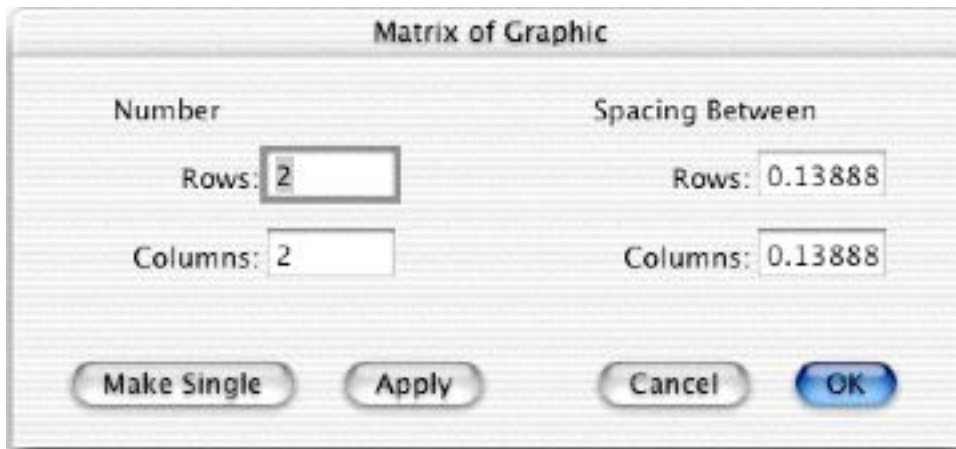 Matrix of Graphic
Number
Spacing Between
Rows: 2
Rows: 0.13888
Columns: 2
Columns: 0.13888
Make Single
Apply
Cancel
OK